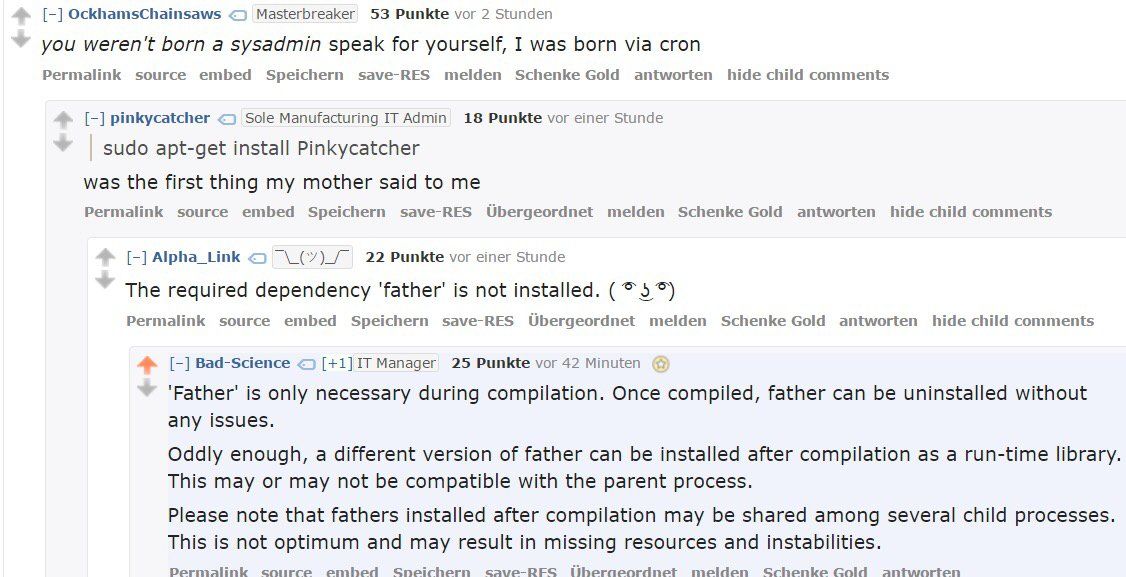 [–] OckhamsChainsaws Masterbreaker 53 Punkte vor 2 Stunden
you weren't born a sysadmin speak for yourself, I was born via cron
Permalink source embed Speichern save-RES melden Schenke Gold antworten hide child comments
[–] pinkycatcher Sole Manufacturing IT Admin 18 Punkte vor einer Stunde
sudo apt-get install Pinkycatcher
was the first thing my mother said to me
Permalink source embed Speichern save-RES Übergeordnet melden Schenke Gold antworten hide child comments
[–] Alpha_Link ¯\_(ツ)_/¯ 22 Punkte vor einer Stunde
The required dependency 'father' is not installed. ( ͡° ͜ʖ ͡°)
Permalink source embed Speichern save-RES Übergeordnet melden Schenke Gold antworten hide child comments
[–] Bad-Science [+1] IT Manager 25 Punkte vor 42 Minuten
'Father' is only necessary during compilation. Once compiled, father can be uninstalled without
any issues.
Oddly enough, a different version of father can be installed after compilation as a run-time library.
This may or may not be compatible with the parent process.
Please note that fathers installed after compilation may be shared among several child processes.
This is not optimum and may result in missing resources and instabilities.
Permalink source embed Speichern save-RES Übergeordnet melden Schenke Gold antworten